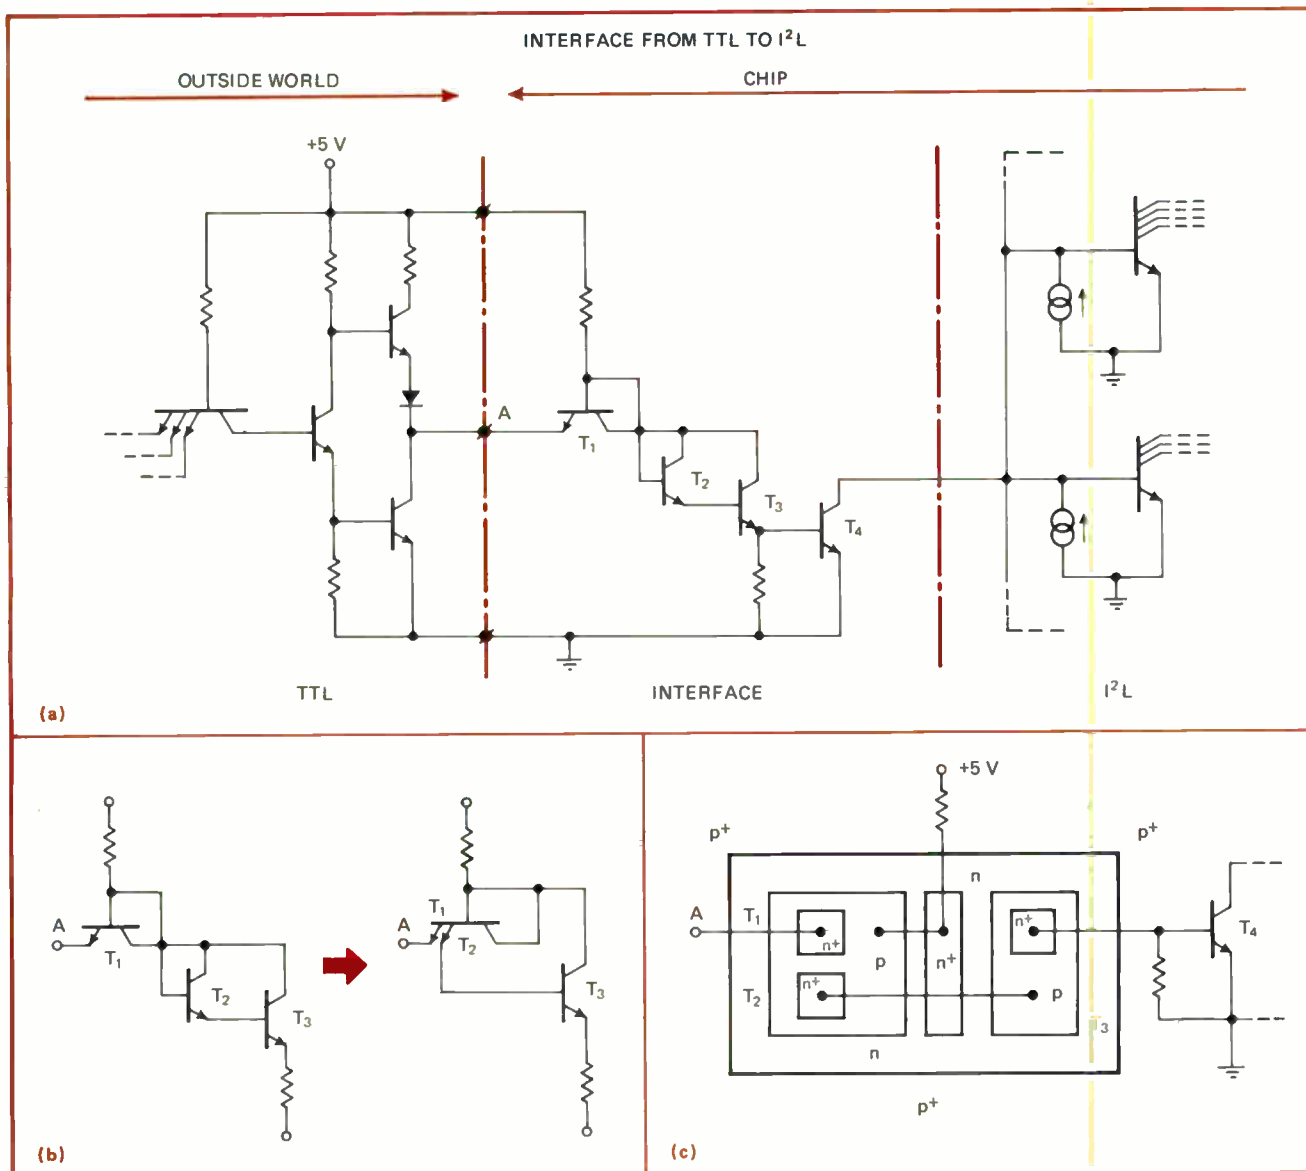 INTERFACE FROM TTL TO I²L
OUTSIDE WORLD
CHIP
+5 V
A
T₁
T₂
T₃
T₄
TTL
INTERFACE
I²L
(a)
A
T₁
T₂
T₃
A
T₁
T₂
T₃
(b)
+5 V
p⁺
p⁺
n
A
T₁
n⁺
p
n⁺
n⁺
T₄
T₂
n⁺
p
T₃
n
p⁺
(c)